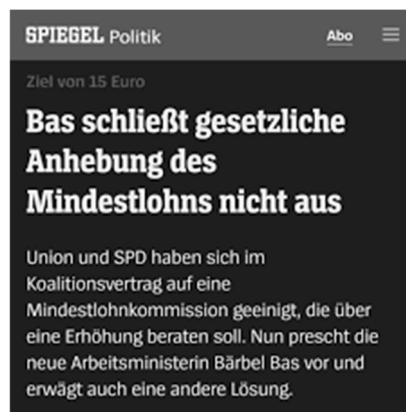 SPIEGEL Politik
Abo
Ziel von 15 Euro
Bas schließt gesetzliche
Anhebung des
Mindestlohns nicht aus
Union und SPD haben sich im
Koalitionsvertrag auf eine
Mindestlohnkommission geeinigt, die über
eine Erhöhung beraten soll. Nun prescht die
neue Arbeitsministerin Bärbel Bas vor und
erwägt auch eine andere Lösung.